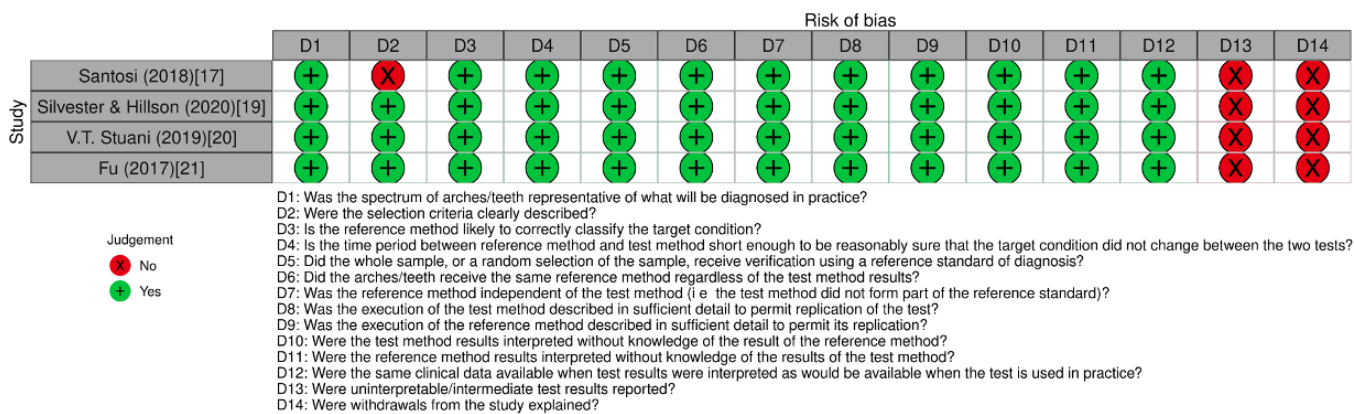 Risk of bias
D1 D2 D3 D4 D5 D6 D7 D8 D9 D10 D11 D12 D13 D14
Study
Santosi (2018)[17] + X + + + + + + + + + + X X
Silvester & Hillson (2020)[19] + + + + + + + + + + + + X X
V.T. Stuani (2019)[20] + + + + + + + + + + + + X X
Fu (2017)[21] + + + + + + + + + + + + X X
D1: Was the spectrum of arches/teeth representative of what will be diagnosed in practice?
D2: Were the selection criteria clearly described?
D3: Is the reference method likely to correctly classify the target condition?
D4: Is the time period between reference method and test method short enough to be reasonably sure that the target condition did not change between the two tests?
D5: Did the whole sample, or a random selection of the sample, receive verification using a reference standard of diagnosis?
D6: Did the arches/teeth receive the same reference method regardless of the test method results?
D7: Was the reference method independent of the test method (i e the test method did not form part of the reference standard)?
D8: Was the execution of the test method described in sufficient detail to permit replication of the test?
D9: Was the execution of the reference method described in sufficient detail to permit its replication?
D10: Were the test method results interpreted without knowledge of the result of the reference method?
D11: Were the reference method results interpreted without knowledge of the results of the test method?
D12: Were the same clinical data available when test results were interpreted as would be available when the test is used in practice?
D13: Were uninterpretable/intermediate test results reported?
D14: Were withdrawals from the study explained?
Judgement
X No
+ Yes